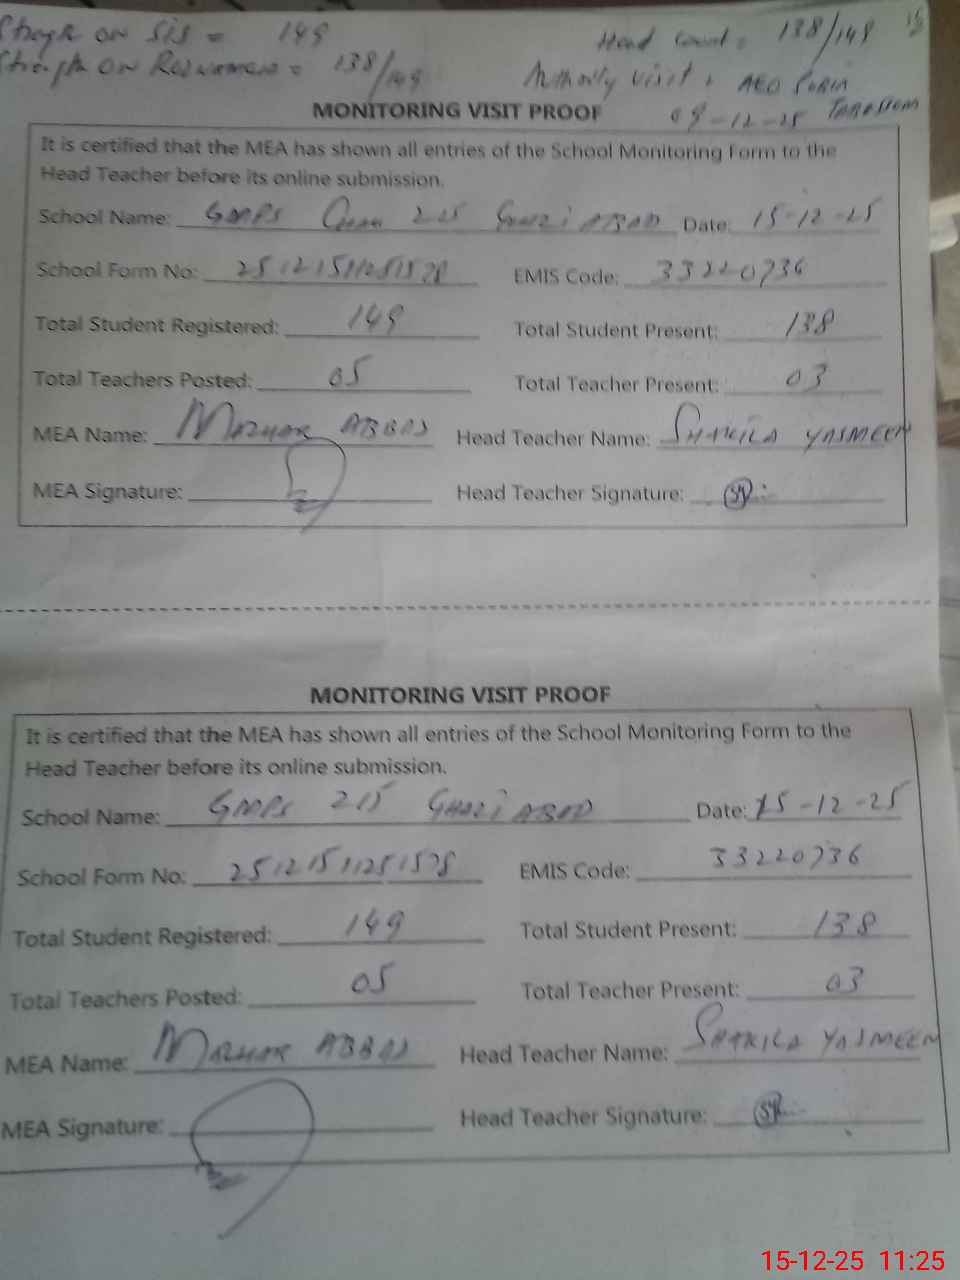 on SIS = 149
Head Count = 138/149
on = 138/149
Authority visit: AEO
09-12-25
MONITORING VISIT PROOF
It is certified that the MEA has shown all entries of the School Monitoring Form to the
Head Teacher before its online submission.
School Name: GMPS 225 GHAZI ABAD Date: 15-12-25
School Form No: 25121511251578 EMIS Code: 33220736
Total Student Registered: 149 Total Student Present: 138
Total Teachers Posted: 05 Total Teacher Present: 03
MEA Name: MAZHAR ABBAS Head Teacher Name: SHAKILA YASMEEN
MEA Signature: Head Teacher Signature: SY
MONITORING VISIT PROOF
It is certified that the MEA has shown all entries of the School Monitoring Form to the
Head Teacher before its online submission.
School Name: GMPS 215 GHAZI ABAD Date: 15-12-25
School Form No: 25121511251578 EMIS Code: 33220736
Total Student Registered: 149 Total Student Present: 138
Total Teachers Posted: 05 Total Teacher Present: 03
MEA Name: MAZHAR ABBAS Head Teacher Name: SHAKILA YASMEEN
MEA Signature: Head Teacher Signature: SY
15-12-25 11:25